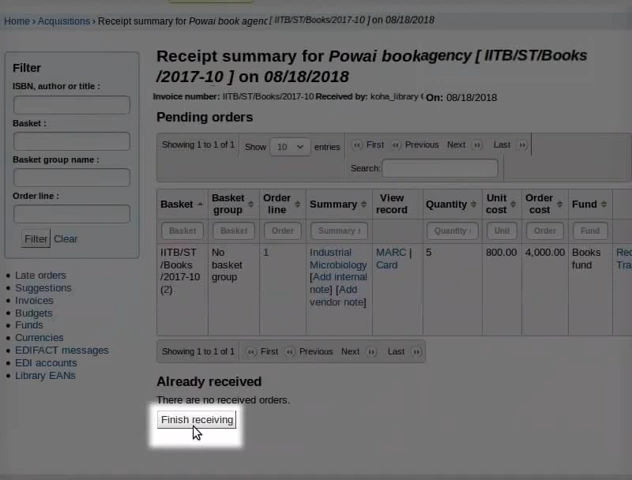 Home › Acquisitions › Receipt summary for Powai book agenc [ IITB/ST/Books/2017-10 ] on 08/18/2018
Filter
ISBN, author or title :
Basket :
Basket group name :
Order line :
Filter Clear
Late orders
Suggestions
Invoices
Budgets
Funds
Currencies
EDIFACT messages
EDI accounts
Library EANs
Receipt summary for Powai bookagency [ IITB/ST/Books
/2017-10 ] on 08/18/2018
Invoice number: IITB/ST/Books/2017-10 Received by: koha_library On: 08/18/2018
Pending orders
Showing 1 to 1 of 1 Show 10 entries First Previous Next Last
Search:
Basket Basket group Order line Summary View record Quantity Unit cost Order cost Fund
Basket Basket Order Summary Quantity Unit Order Fund
IITB/ST /Books /2017-10 (2) No basket group 1 Industrial Microbiology [Add internal note] [Add vendor note] MARC | Card 5 800.00 4,000.00 Books fund
Showing 1 to 1 of 1 First Previous Next Last
Already received
There are no received orders.
Finish receiving